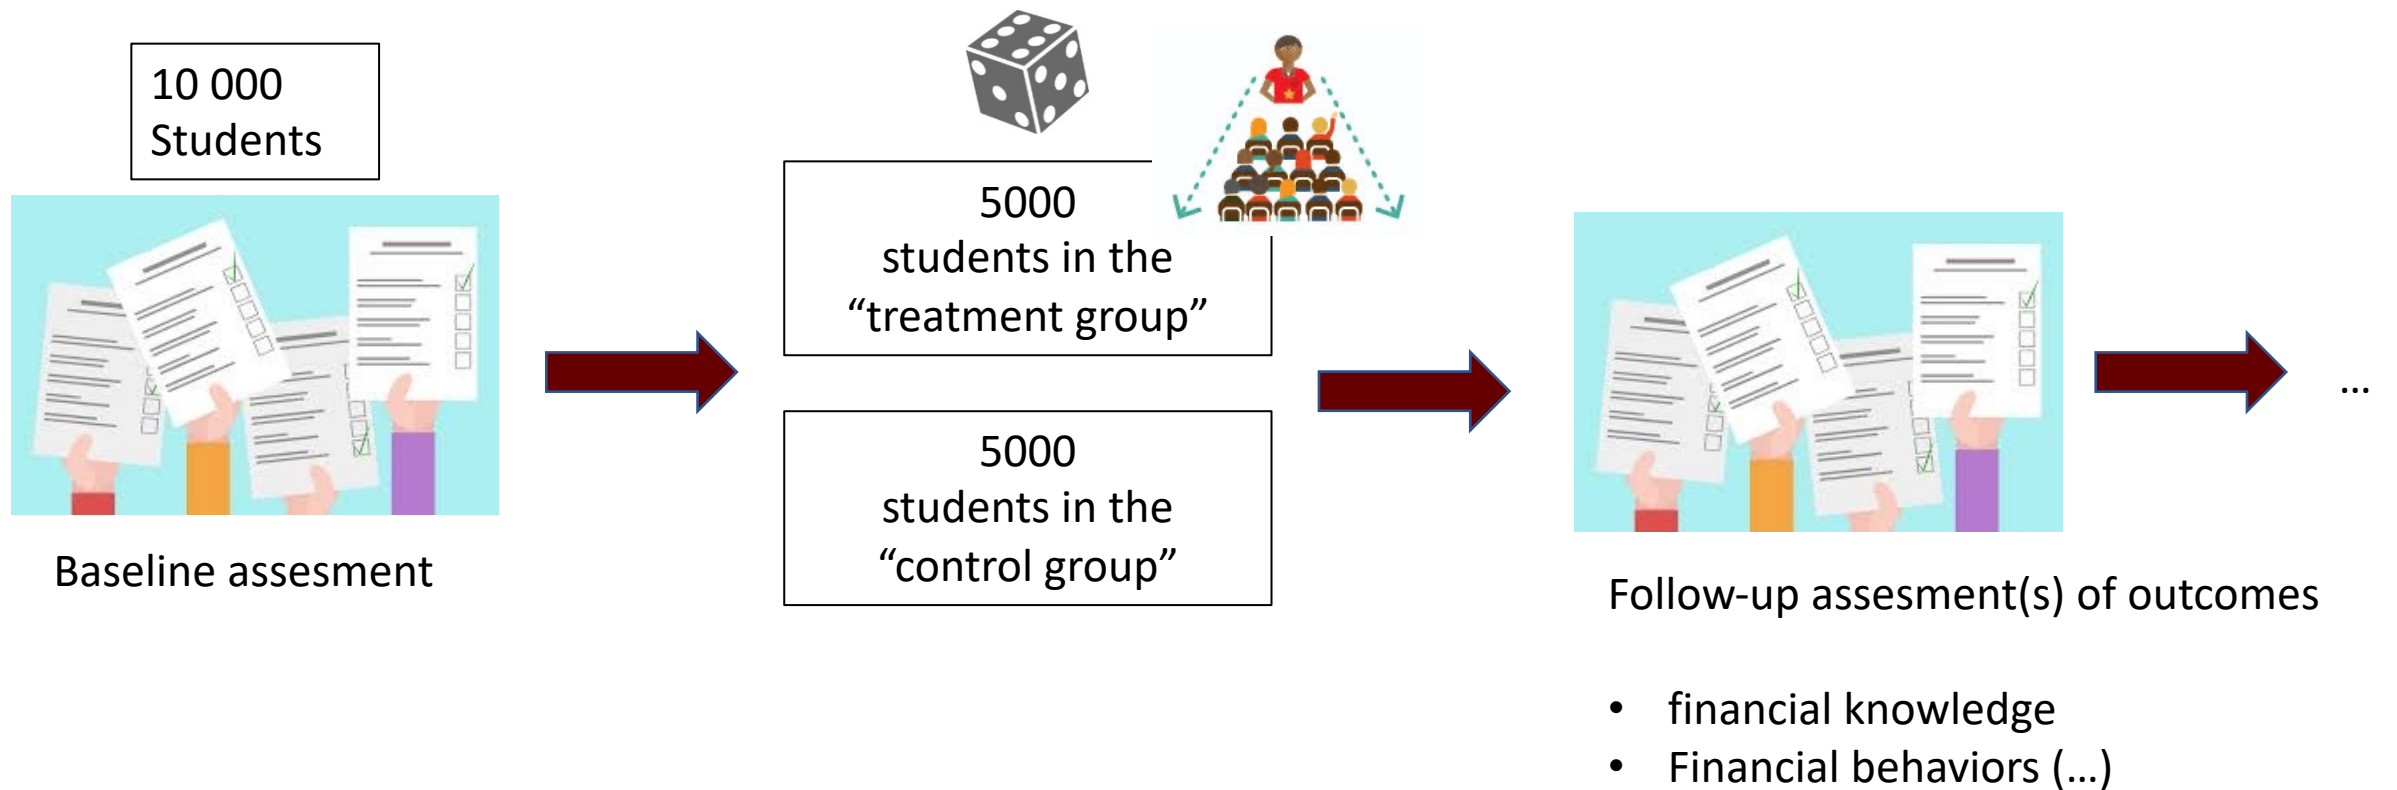 10 000
Students
Baseline assesment
5000
students in the
“treatment group”
5000
students in the
“control group”
...
Follow-up assesment(s) of outcomes
• financial knowledge
• Financial behaviors (...)